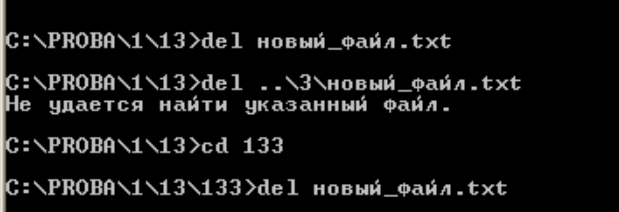 C:\PROBA\1\13>del новый_файл.txt
C:\PROBA\1\13>del ..\3\новый_файл.txt
Не удается найти указанный файл.
C:\PROBA\1\13>cd 133
C:\PROBA\1\13\133>del новый_файл.txt